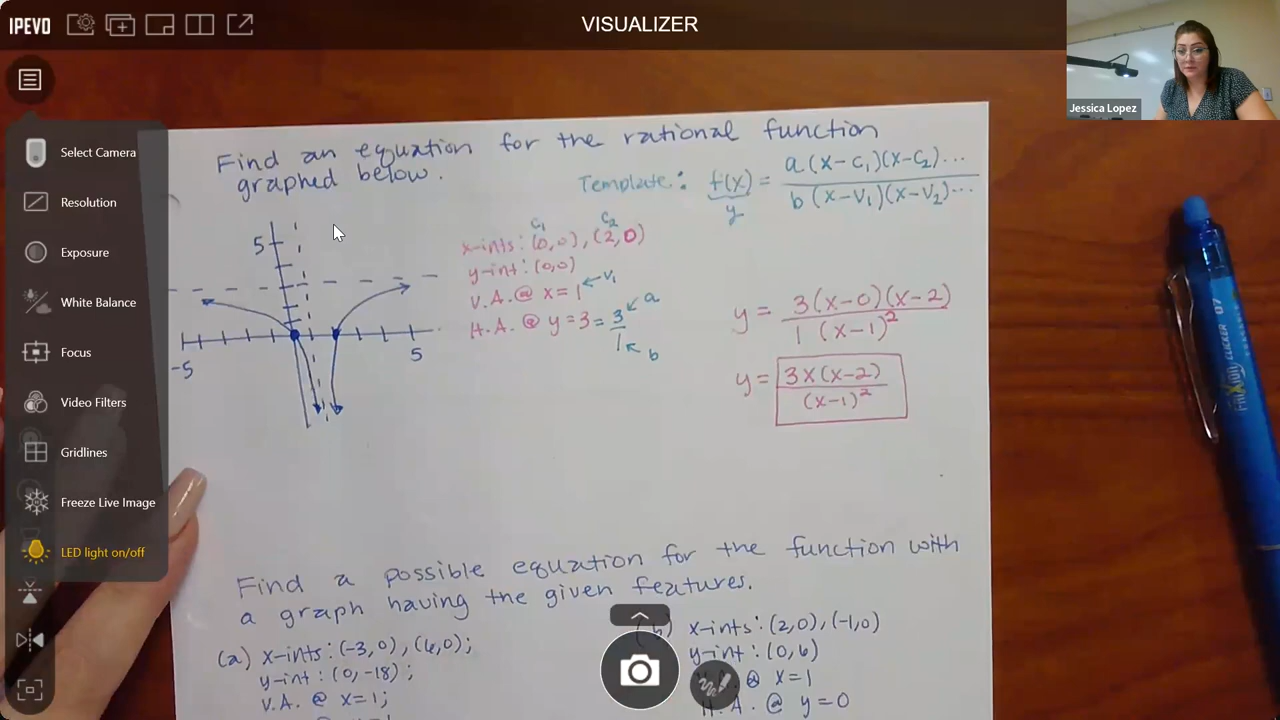 IPEVO
VISUALIZER
Jessica Lopez
Select Camera
Resolution
Exposure
White Balance
Focus
Video Filters
Gridlines
Freeze Live Image
LED light on/off
Find an equation for the rational function
graphed below.
Template: f(x) = a(x-c₁)(x-c₂)... / b(x-v₁)(x-v₂)...
y
5
-5
5
c₁ c₂
x-ints: (0,0), (2,0)
y-int: (0,0)
V.A. @ x=1 ← v₁
H.A. @ y=3 = 3/1
a
b
y = 3(x-0)(x-2) / 1(x-1)²
y = 3x(x-2) / (x-1)²
FRIXION CLICKER 07
Find a possible equation for the function with
a graph having the given features.
(a) x-ints: (-3,0), (6,0);
y-int: (0,-18);
V.A. @ x=1;
x-ints: (2,0), (-1,0)
y-int: (0,6)
@ x=1
H.A. @ y=0